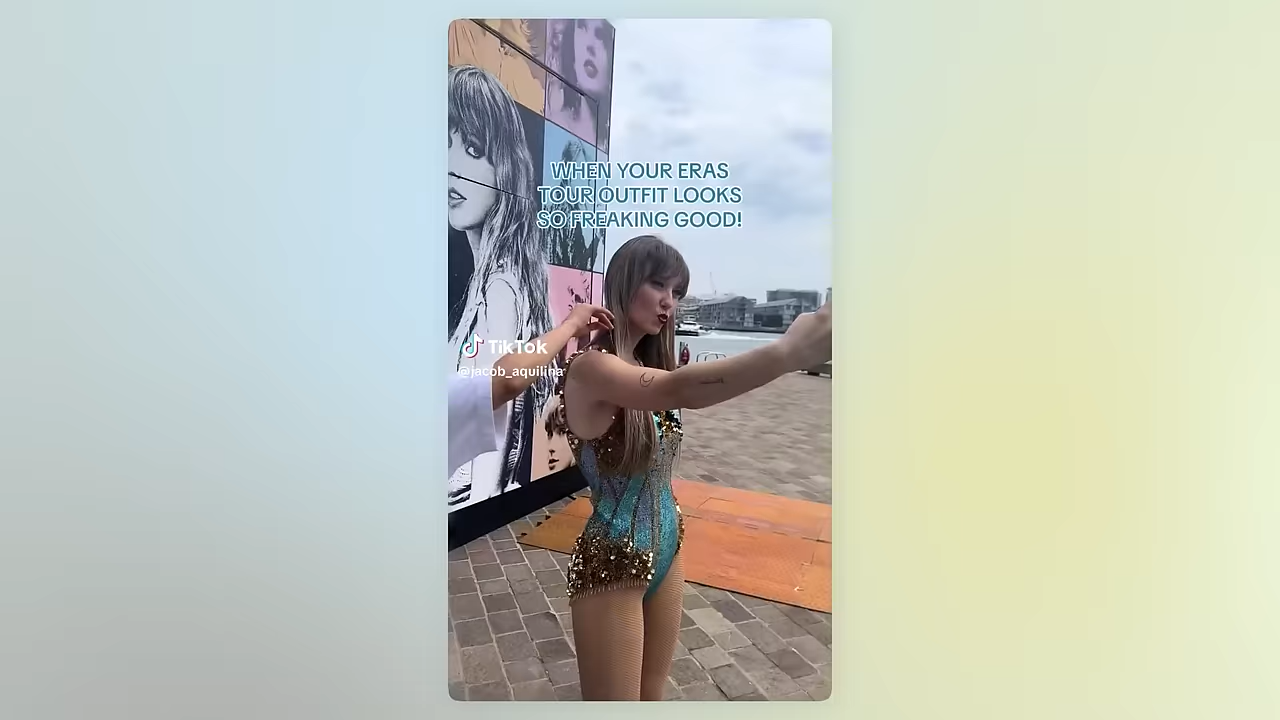 WHEN YOUR ERAS
TOUR OUTFIT LOOKS
SO FREAKING GOOD!
TikTok
@jacob_aquilina